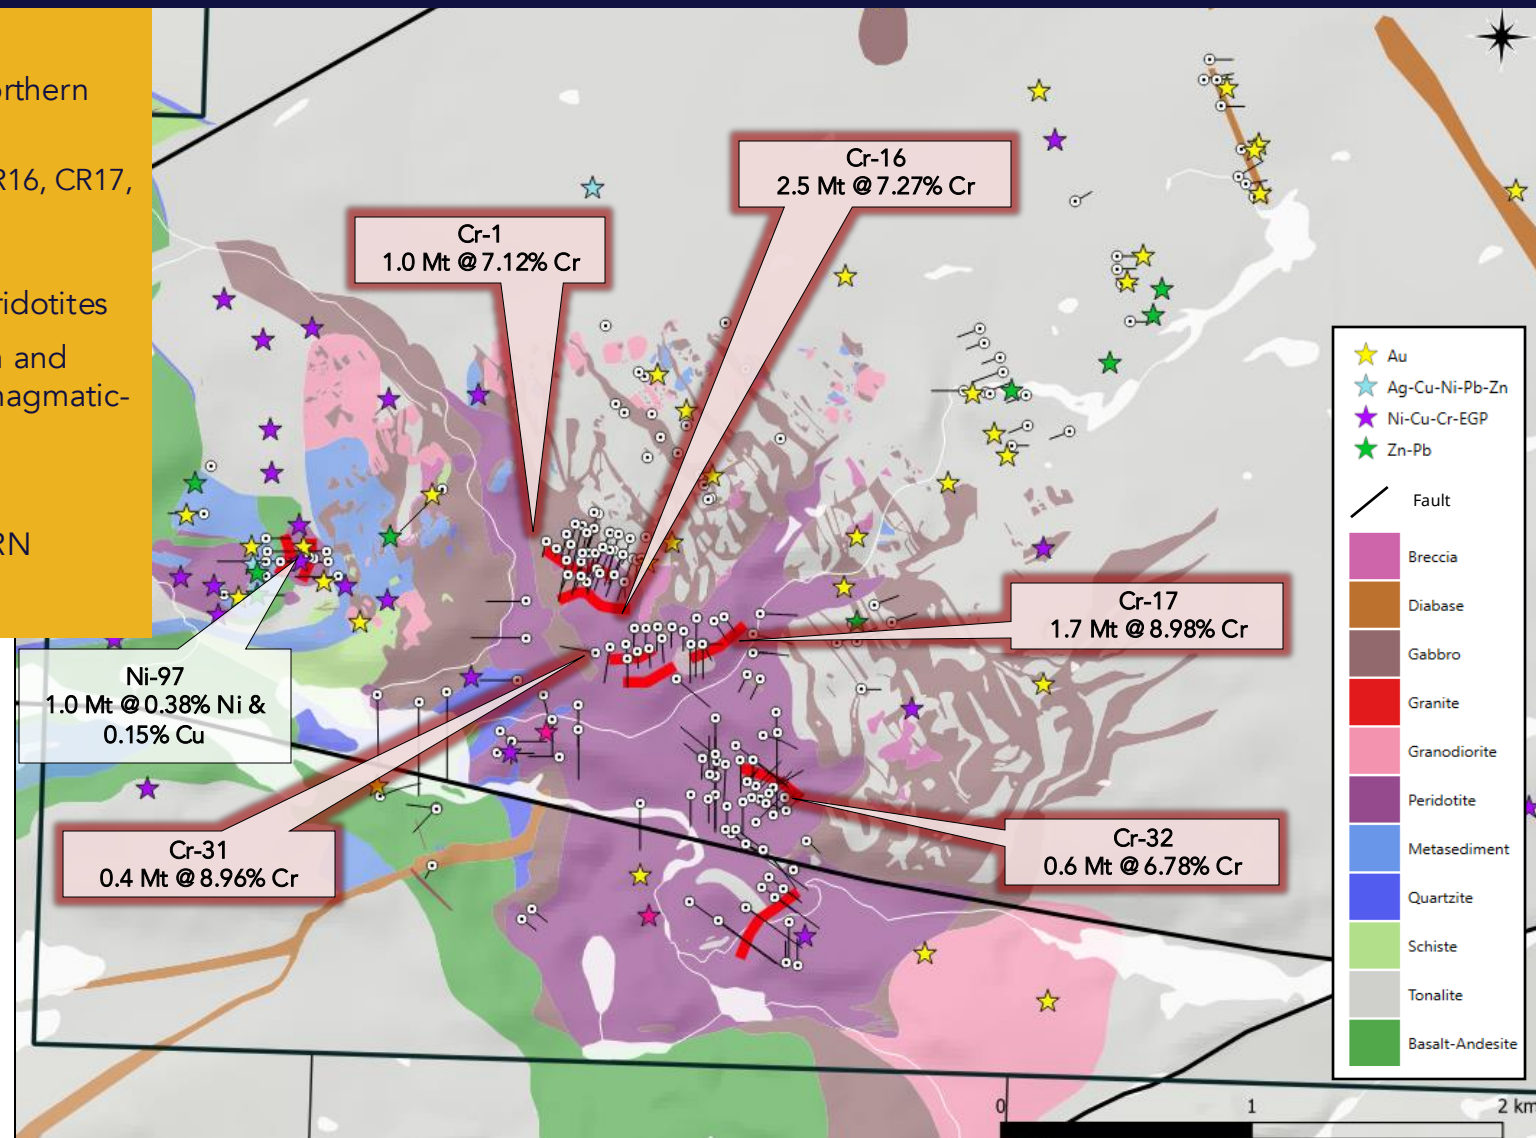 rthern
R16, CR17,
ridotites
and
nagmatic-
RN
Cr-16
2.5 Mt @ 7.27% Cr
Cr-1
1.0 Mt @ 7.12% Cr
Au
Ag-Cu-Ni-Pb-Zn
Ni-Cu-Cr-EGP
Zn-Pb
Fault
Breccia
Diabase
Gabbro
Granite
Granodiorite
Peridotite
Metasediment
Quartzite
Schiste
Tonalite
Basalt-Andesite
Cr-17
1.7 Mt @ 8.98% Cr
Ni-97
1.0 Mt @ 0.38% Ni &
0.15% Cu
Cr-31
0.4 Mt @ 8.96% Cr
Cr-32
0.6 Mt @ 6.78% Cr
0 1 2 km